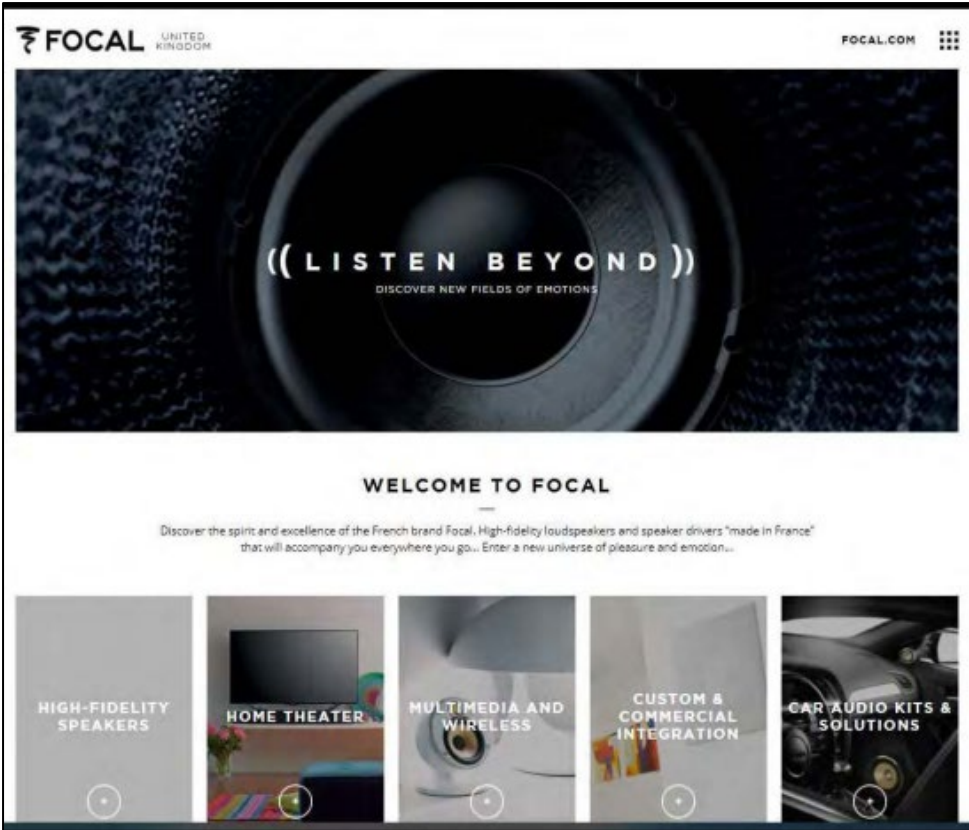 FOCAL UNITED
KINGDOM
FOCAL.COM
(( LISTEN BEYOND ))
DISCOVER NEW FIELDS OF EMOTIONS
WELCOME TO FOCAL
Discover the spirit and excellence of the French brand Focal. High-fidelity loudspeakers and speaker drivers "made in France"
that will accompany you everywhere you go... Enter a new universe of pleasure and emotion...
HIGH-FIDELITY
SPEAKERS
HOME THEATER
MULTIMEDIA AND
WIRELESS
CUSTOM &
COMMERCIAL
INTEGRATION
CAR AUDIO KITS &
SOLUTIONS